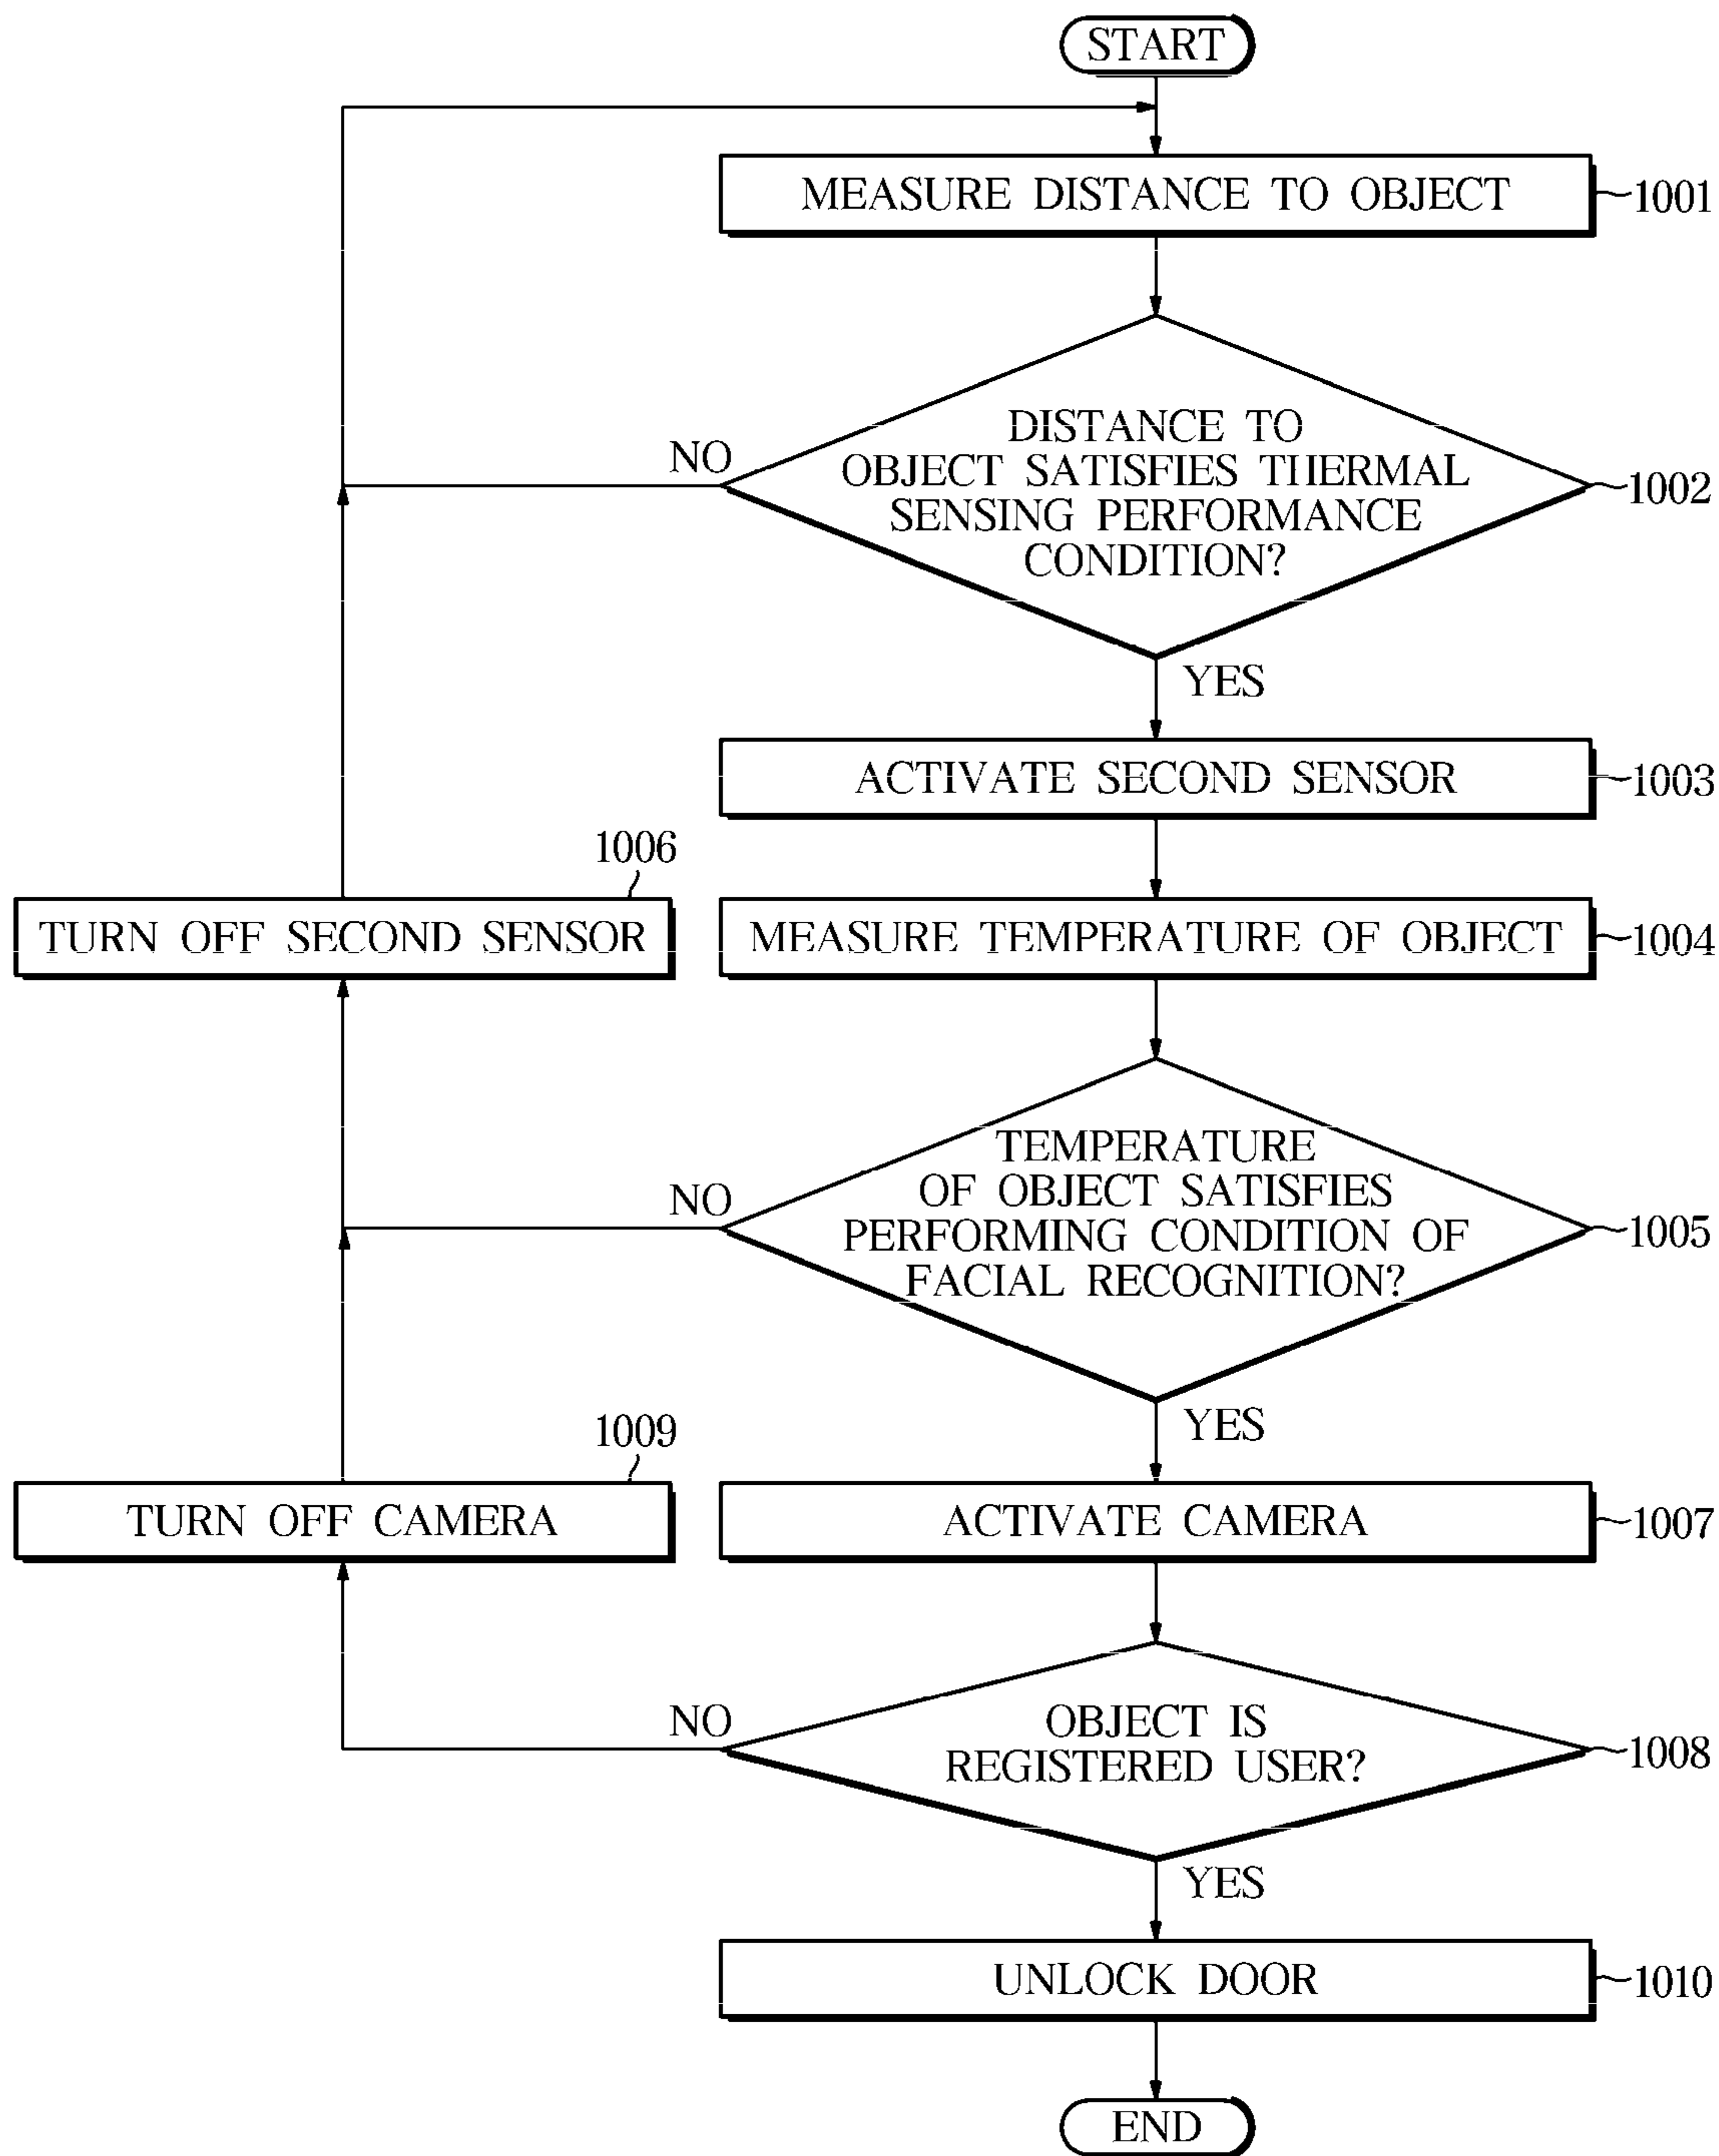 START
MEASURE DISTANCE TO OBJECT
1001
DISTANCE TO
OBJECT SATISFIES THERMAL
SENSING PERFORMANCE
CONDITION?
1002
NO
YES
ACTIVATE SECOND SENSOR
1003
1006
TURN OFF SECOND SENSOR
MEASURE TEMPERATURE OF OBJECT
1004
TEMPERATURE
OF OBJECT SATISFIES
PERFORMING CONDITION OF
FACIAL RECOGNITION?
1005
NO
YES
1009
TURN OFF CAMERA
ACTIVATE CAMERA
1007
OBJECT IS
REGISTERED USER?
1008
NO
YES
UNLOCK DOOR
1010
END